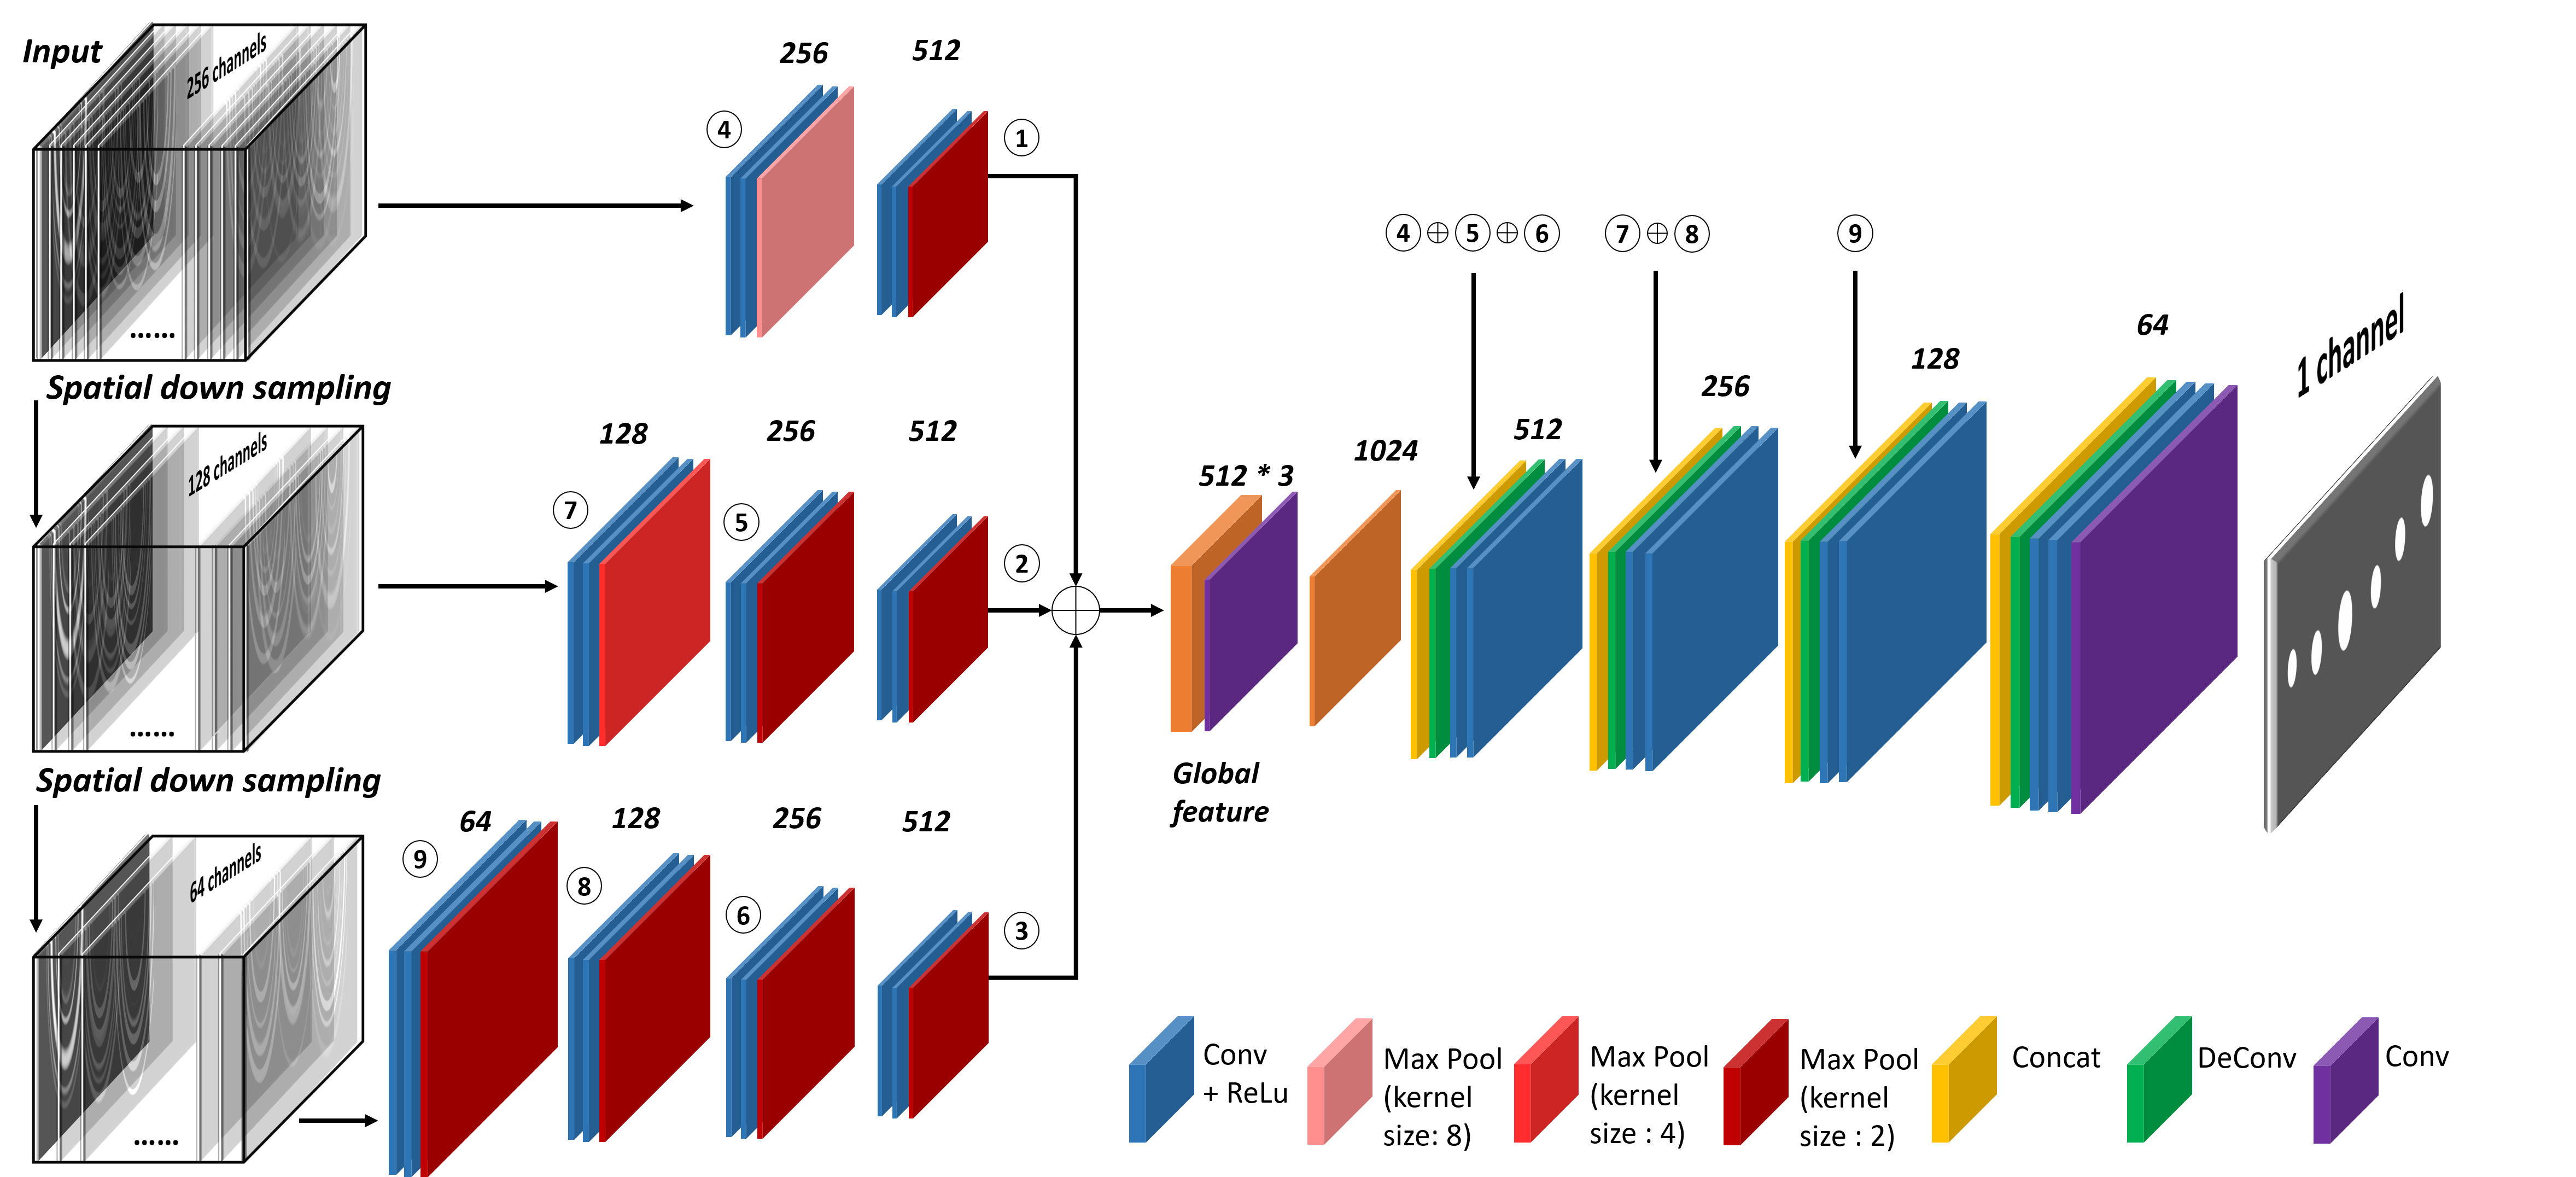 Input
256 channels
......
256
512
④
①
Spatial down sampling
128 channels
......
128
256
512
⑦
⑤
②
Spatial down sampling
64 channels
......
64
128
256
512
⑨
⑧
⑥
③
512 * 3
Global
feature
1024
④ ⊕ ⑤ ⊕ ⑥
512
⑦ ⊕ ⑧
256
⑨
128
64
1 channel
Conv
+ ReLu
Max Pool
(kernel
size: 8)
Max Pool
(kernel
size : 4)
Max Pool
(kernel
size : 2)
Concat
DeConv
Conv